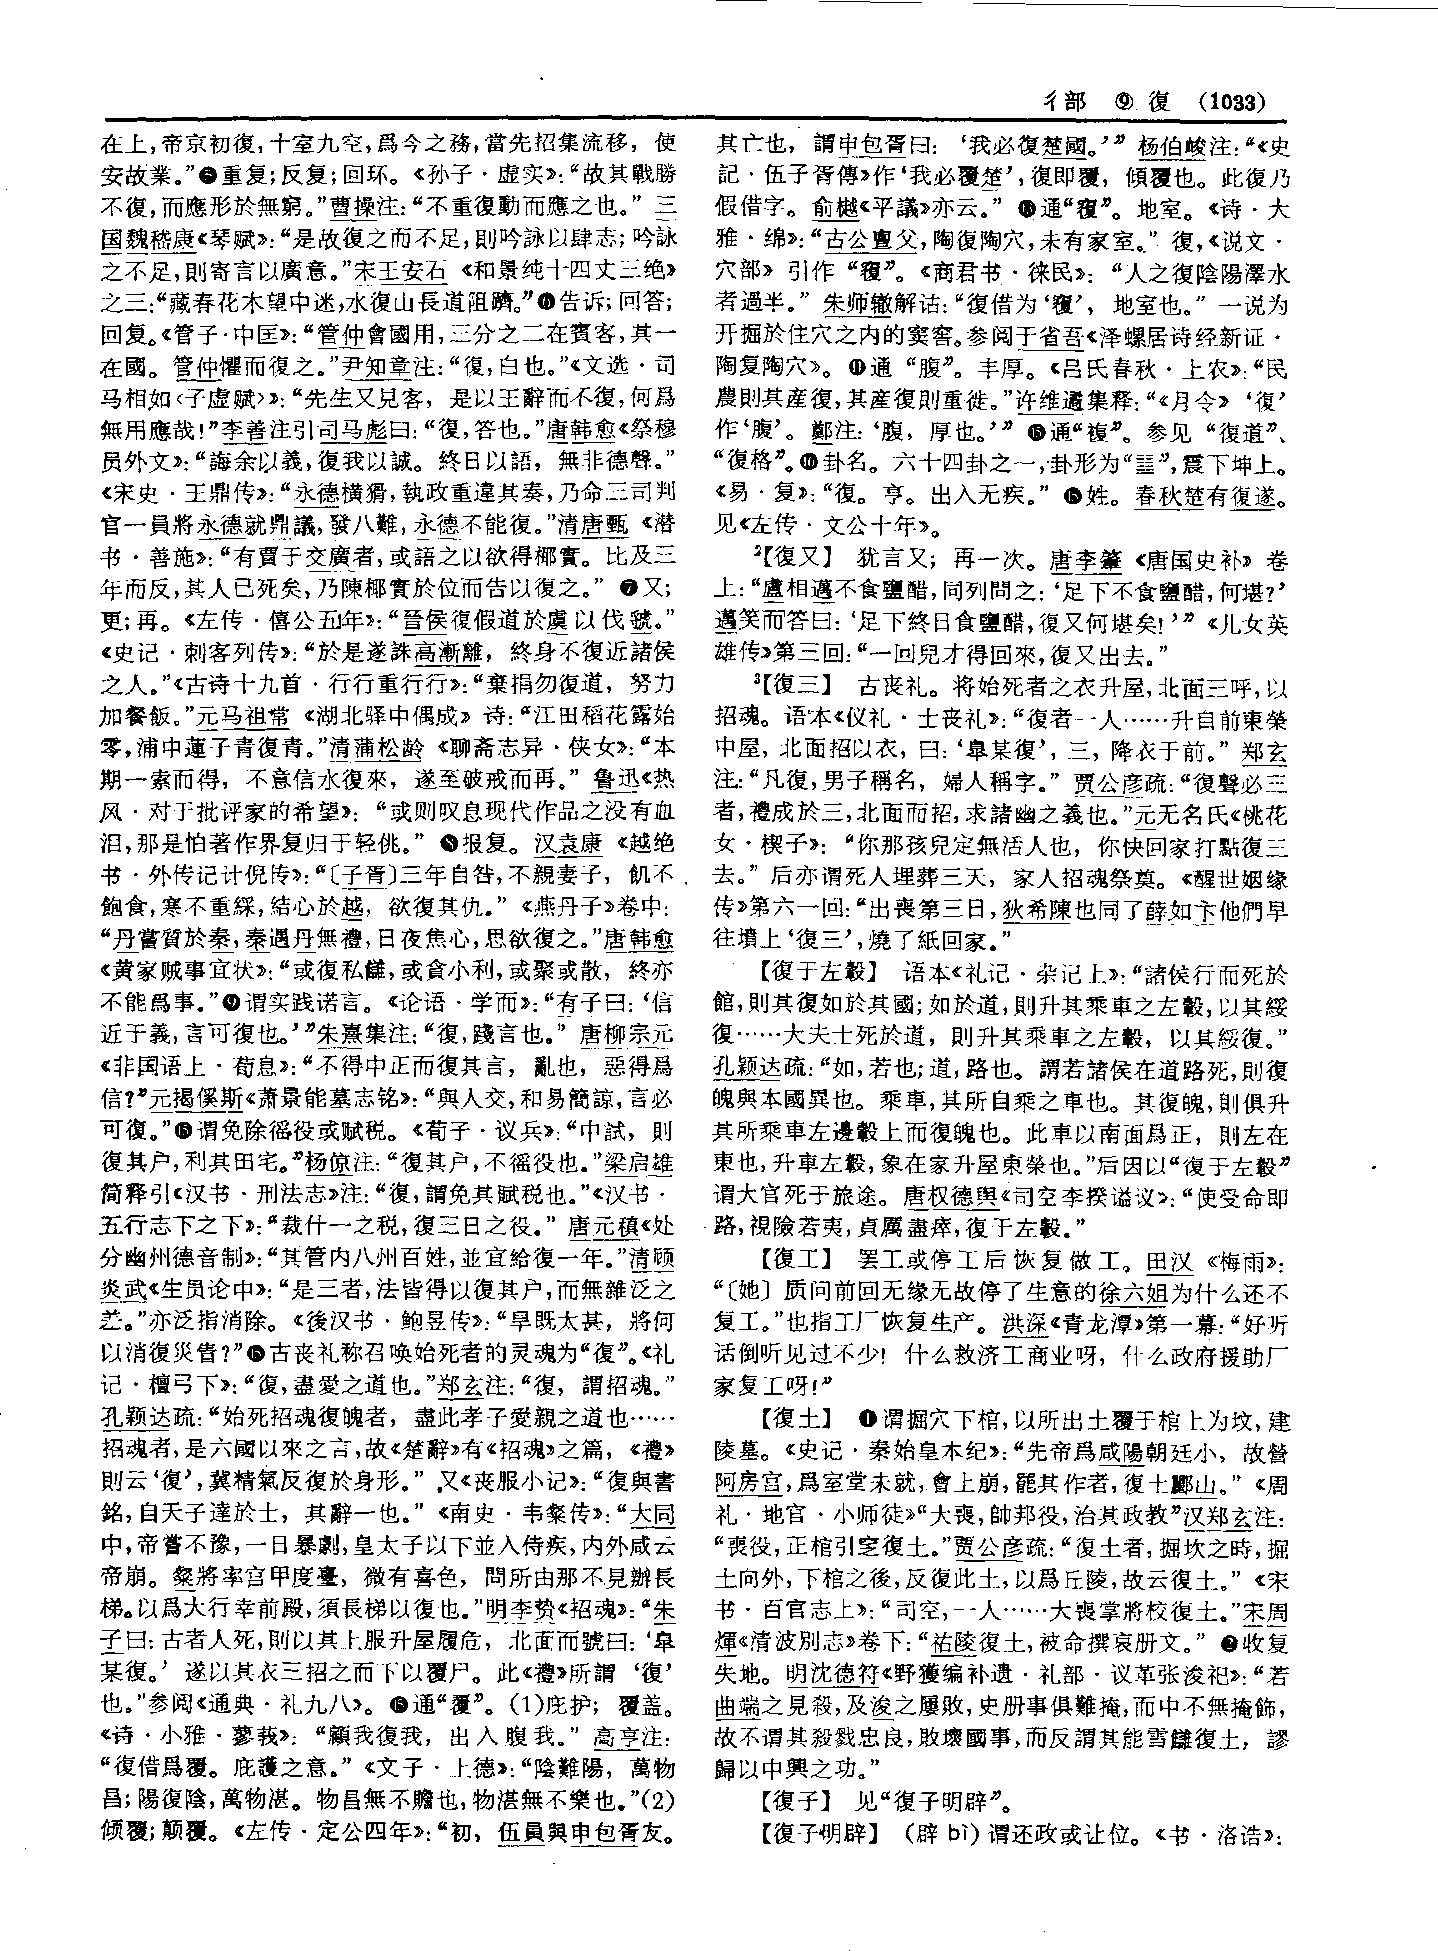 彳部 ⑨ 復 (1033)
在上,帝京初復,十室九空,爲今之務,當先招集流移, 使
安故業。”❺重复;反复;回环。《孙子·虚实》:“故其戰勝
不復,而應形於無窮。”曹操注:“不重復動而應之也。” 三
国魏嵇康《琴赋》:“是故復之而不足,則吟詠以肆志;吟詠
之不足,則寄言以廣意。”宋王安石《和景纯十四丈三绝》
之三:“藏春花木望中迷,水復山長道阻躋。”❻告诉;回答;
回复。《管子·中匡》:“管仲會國用,三分之二在賓客,其一
在國。管仲懼而復之。”尹知章注:“復,白也。”《文选·司
马相如〈子虚赋〉》:“先生又見客, 是以王辭而不復,何爲
無用應哉!”李善注引司马彪曰:“復,答也。”唐韩愈《祭穆
员外文》:“誨余以義,復我以誠。終日以語, 無非德聲。”
《宋史·王鼎传》:“永德横猾,執政重違其奏,乃命三司判
官一員將永德就鼎議,發八難,永德不能復。”清唐甄《潜
书·善施》:“有賈于交廣者,或語之以欲得椰實。比及三
年而反,其人已死矣,乃陳椰實於位而告以復之。” ❼又;
更;再。《左传·僖公五年》:“晉侯復假道於虞以伐虢。”
《史记·刺客列传》:“於是遂誅高漸離, 終身不復近諸侯
之人。”《古诗十九首·行行重行行》:“棄捐勿復道, 努力
加餐飯。”元马祖常《湖北驿中偶成》诗:“江田稻花露始
零,浦中蓮子青復青。”清蒲松龄《聊斋志异·侠女》:“本
期一索而得, 不意信水復來, 遂至破戒而再。” 鲁迅《热
风·对于批评家的希望》: “或则叹息现代作品之没有血
泪,那是怕著作界复归于轻佻。” ❽报复。汉袁康《越绝
书·外传记计倪传》:“〔子胥〕三年自咎,不親妻子, 飢不
飽食,寒不重綵,結心於越, 欲復其仇。” 《燕丹子》卷中:
“丹嘗質於秦,秦遇丹無禮,日夜焦心,思欲復之。”唐韩愈
《黄家贼事宜状》:“或復私讎,或貪小利,或聚或散, 終亦
不能爲事。”❾谓实践诺言。《论语·学而》:“有子曰:‘信
近于義,言可復也。’”朱熹集注:“復,踐言也。” 唐柳宗元
《非国语上·荀息》:“不得中正而復其言, 亂也, 惡得爲
信?”元揭傒斯《萧景能墓志铭》:“與人交,和易簡諒,言必
可復。”❿谓免除徭役或赋税。《荀子·议兵》:“中試, 則
復其户,利其田宅。”杨倞注:“復其户,不徭役也。”梁启雄
简释引《汉书·刑法志》注:“復,謂免其賦税也。”《汉书·
五行志下之下》:“裁什一之税,復三日之役。” 唐元稹《处
分幽州德音制》:“其管内八州百姓,並宜給復一年。”清顾
炎武《生员论中》:“是三者,法皆得以復其户,而無雜泛之
差。”亦泛指消除。《後汉书·鲍昱传》:“旱既太甚, 將何
以消復災眚?”⓫古丧礼称召唤始死者的灵魂为“復”。《礼
记·檀弓下》:“復,盡愛之道也。”郑玄注:“復, 謂招魂。”
孔颖达疏:“始死招魂復魄者, 盡此孝子愛親之道也……
招魂者,是六國以來之言,故《楚辭》有《招魂》之篇, 《禮》
則云‘復’,冀精氣反復於身形。” 又《丧服小记》:“復與書
銘,自天子達於士, 其辭一也。” 《南史·韦粲传》:“大同
中,帝嘗不豫,一日暴劇,皇太子以下並入侍疾,内外咸云
帝崩。粲將率宫甲度臺, 微有喜色, 問所由那不見辦長
梯。以爲大行幸前殿,須長梯以復也。”明李贽《招魂》:“朱
子曰:古者人死,則以其上服升屋履危, 北面而號曰:‘皋
某復。’ 遂以其衣三招之而下以覆尸。此《禮》所謂 ‘復’
也。”参阅《通典·礼九八》。⓬通“覆”。(1)庇护; 覆盖。
《诗·小雅·蓼莪》: “顧我復我, 出入腹我。” 高亨注:
“復借爲覆。庇護之意。” 《文子·上德》:“陰難陽, 萬物
昌;陽復陰,萬物湛。物昌無不贍也,物湛無不樂也。”(2)
倾覆;颠覆。《左传·定公四年》:“初, 伍員與申包胥友。
其亡也, 謂申包胥曰: ‘我必復楚國。’” 杨伯峻注:“《史
記·伍子胥傳》作‘我必覆楚’,復即覆, 傾覆也。此復乃
假借字。俞樾《平議》亦云。” ⓭通“𥨍”。地室。《诗·大
雅·绵》:“古公亶父,陶復陶穴,未有家室。” 復,《说文·
穴部》引作 “𥨍”。《商君书·徕民》: “人之復陰陽澤水
者過半。” 朱师辙解诂:“復借为‘𥨍’, 地室也。” 一说为
开掘於住穴之内的窦窖。参阅于省吾《泽螺居诗经新证·
陶复陶穴》。⓮通 “腹”。丰厚。《吕氏春秋·上农》:“民
農則其産復,其産復則重徙。”许维遹集释:“《月令》 ‘復’
作‘腹’。鄭注:‘腹, 厚也。’” ⓯通“複”。参见 “復道”、
“復格”。⓰卦名。六十四卦之一,卦形为“䷗”,震下坤上。
《易·复》:“復。亨。出入无疾。” ⓱姓。春秋楚有復遂。
见《左传·文公十年》。
²【復又】 犹言又; 再一次。唐李肇《唐国史补》 卷
上:“盧相邁不食鹽醋,同列問之:‘足下不食鹽醋,何堪?’
邁笑而答曰:‘足下終日食鹽醋,復又何堪矣!’” 《儿女英
雄传》第三回:“一回兒才得回來,復又出去。”
³【復三】 古丧礼。将始死者之衣升屋,北面三呼,以
招魂。语本《仪礼·士丧礼》:“復者一人……升自前東榮
中屋, 北面招以衣, 曰:‘皋某復’, 三, 降衣于前。” 郑玄
注:“凡復,男子稱名, 婦人稱字。” 贾公彦疏:“復聲必三
者,禮成於三,北面而招,求諸幽之義也。”元无名氏《桃花
女·楔子》: “你那孩兒定無活人也, 你快回家打點復三
去。” 后亦谓死人埋葬三天, 家人招魂祭奠。《醒世姻缘
传》第六一回:“出喪第三日,狄希陳也同了薛如卞他們早
往墳上‘復三’,燒了紙回家。”
【復于左轂】 语本《礼记·杂记上》:“諸侯行而死於
館,則其復如於其國;如於道,則升其乘車之左轂,以其綏
復……大夫士死於道, 則升其乘車之左轂, 以其綏復。”
孔颖达疏:“如,若也;道,路也。謂若諸侯在道路死,則復
魄與本國異也。乘車,其所自乘之車也。其復魄,則俱升
其所乘車左邊轂上而復魄也。此車以南面爲正, 則左在
東也,升車左轂,象在家升屋東榮也。”后因以“復于左轂”
谓大官死于旅途。唐权德舆《司空李揆谥议》:“使受命即
路,視險若夷,貞厲盡瘁,復于左轂。”
【復工】 罢工或停工后恢复做工。田汉《梅雨》:
“〔她〕质问前回无缘无故停了生意的徐六姐为什么还不
复工。”也指工厂恢复生产。洪深《青龙潭》第一幕:“好听
话倒听见过不少! 什么救济工商业呀, 什么政府援助厂
家复工呀!”
【復土】 ❶谓掘穴下棺,以所出土覆于棺上为坟,建
陵墓。《史记·秦始皇本纪》:“先帝爲咸陽朝廷小, 故營
阿房宫,爲室堂未就,會上崩,罷其作者,復土酈山。” 《周
礼·地官·小师徒》“大喪,帥邦役,治其政教”汉郑玄注:
“喪役,正棺引窆復土。”贾公彦疏:“復土者,掘坎之時,掘
土向外,下棺之後,反復此土,以爲丘陵,故云復土。” 《宋
书·百官志上》:“司空,一人……大喪掌將校復土。”宋周
煇《清波别志》卷下:“祐陵復土,被命撰哀册文。” ❷收复
失地。明沈德符《野獲编补遗·礼部·议革张浚祀》:“若
曲端之見殺,及浚之屢敗,史册事俱難掩,而中不無掩飾,
故不谓其殺戮忠良,敗壞國事,而反謂其能雪讎復土, 謬
歸以中興之功。”
【復子】 见“復子明辟”。
【復子明辟】 (辟 bì) 谓还政或让位。《书·洛诰》: